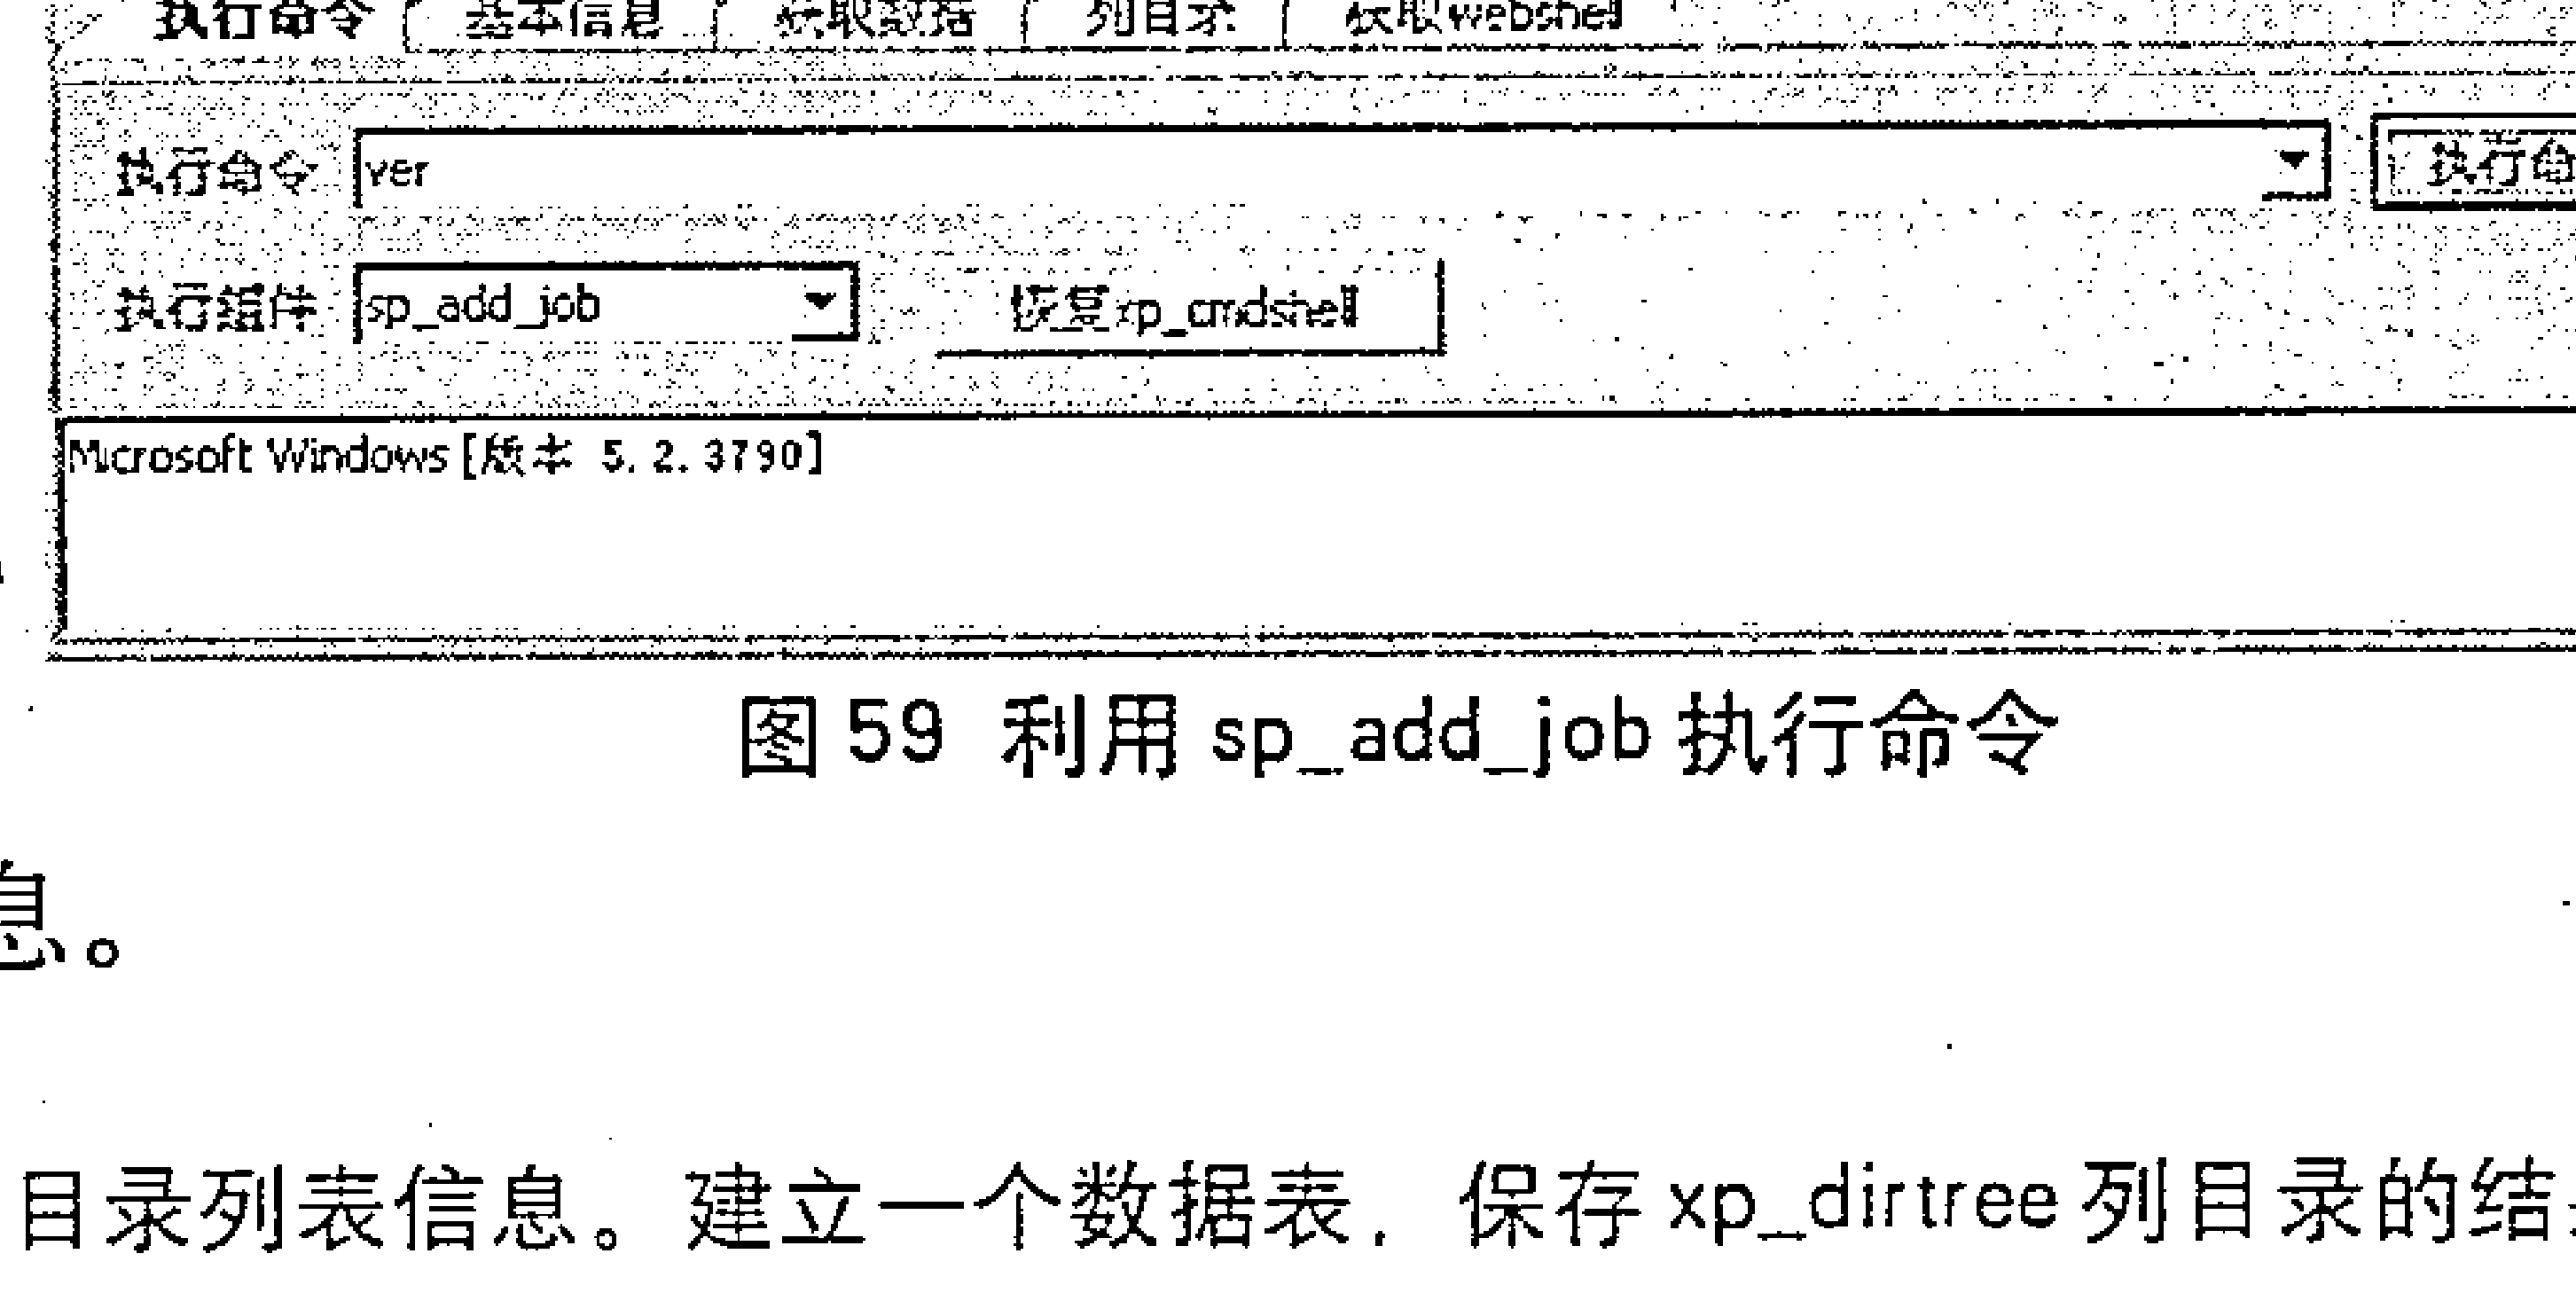 执行命令 基本信息 获取数据 列目录 获取webshell
执行命令 ver 执行命
执行组件 sp_add_job 恢复xp_cmdshell
Microsoft Windows [版本 5.2.3790]
图 59 利用 sp_add_job 执行命令
息。
目录列表信息。建立一个数据表, 保存 xp_dirtree 列目录的结